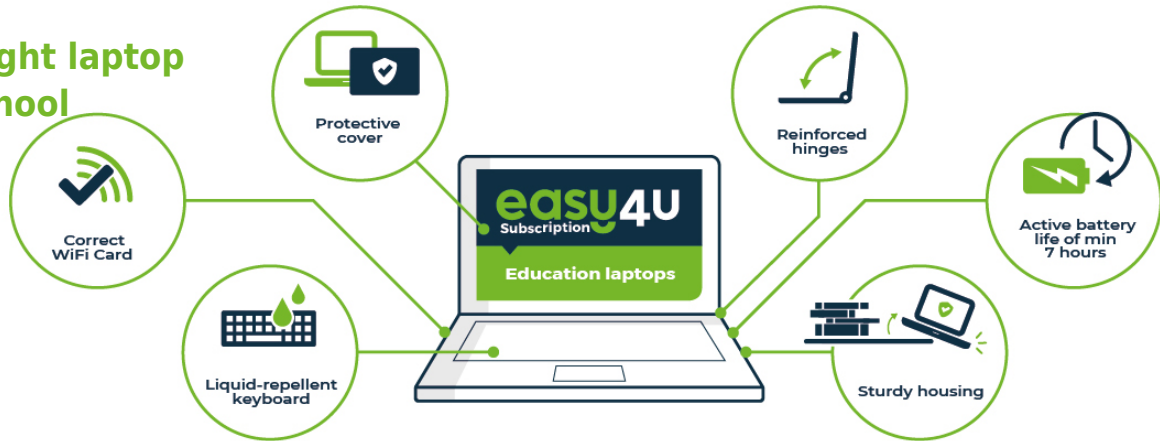 ght laptop
Protective
cover
Reinforced
hinges
Correct
WiFi Card
easy4u
Subscription
Education laptops
Active battery
life of min
7 hours
Liquid-repellent
keyboard
Sturdy housing